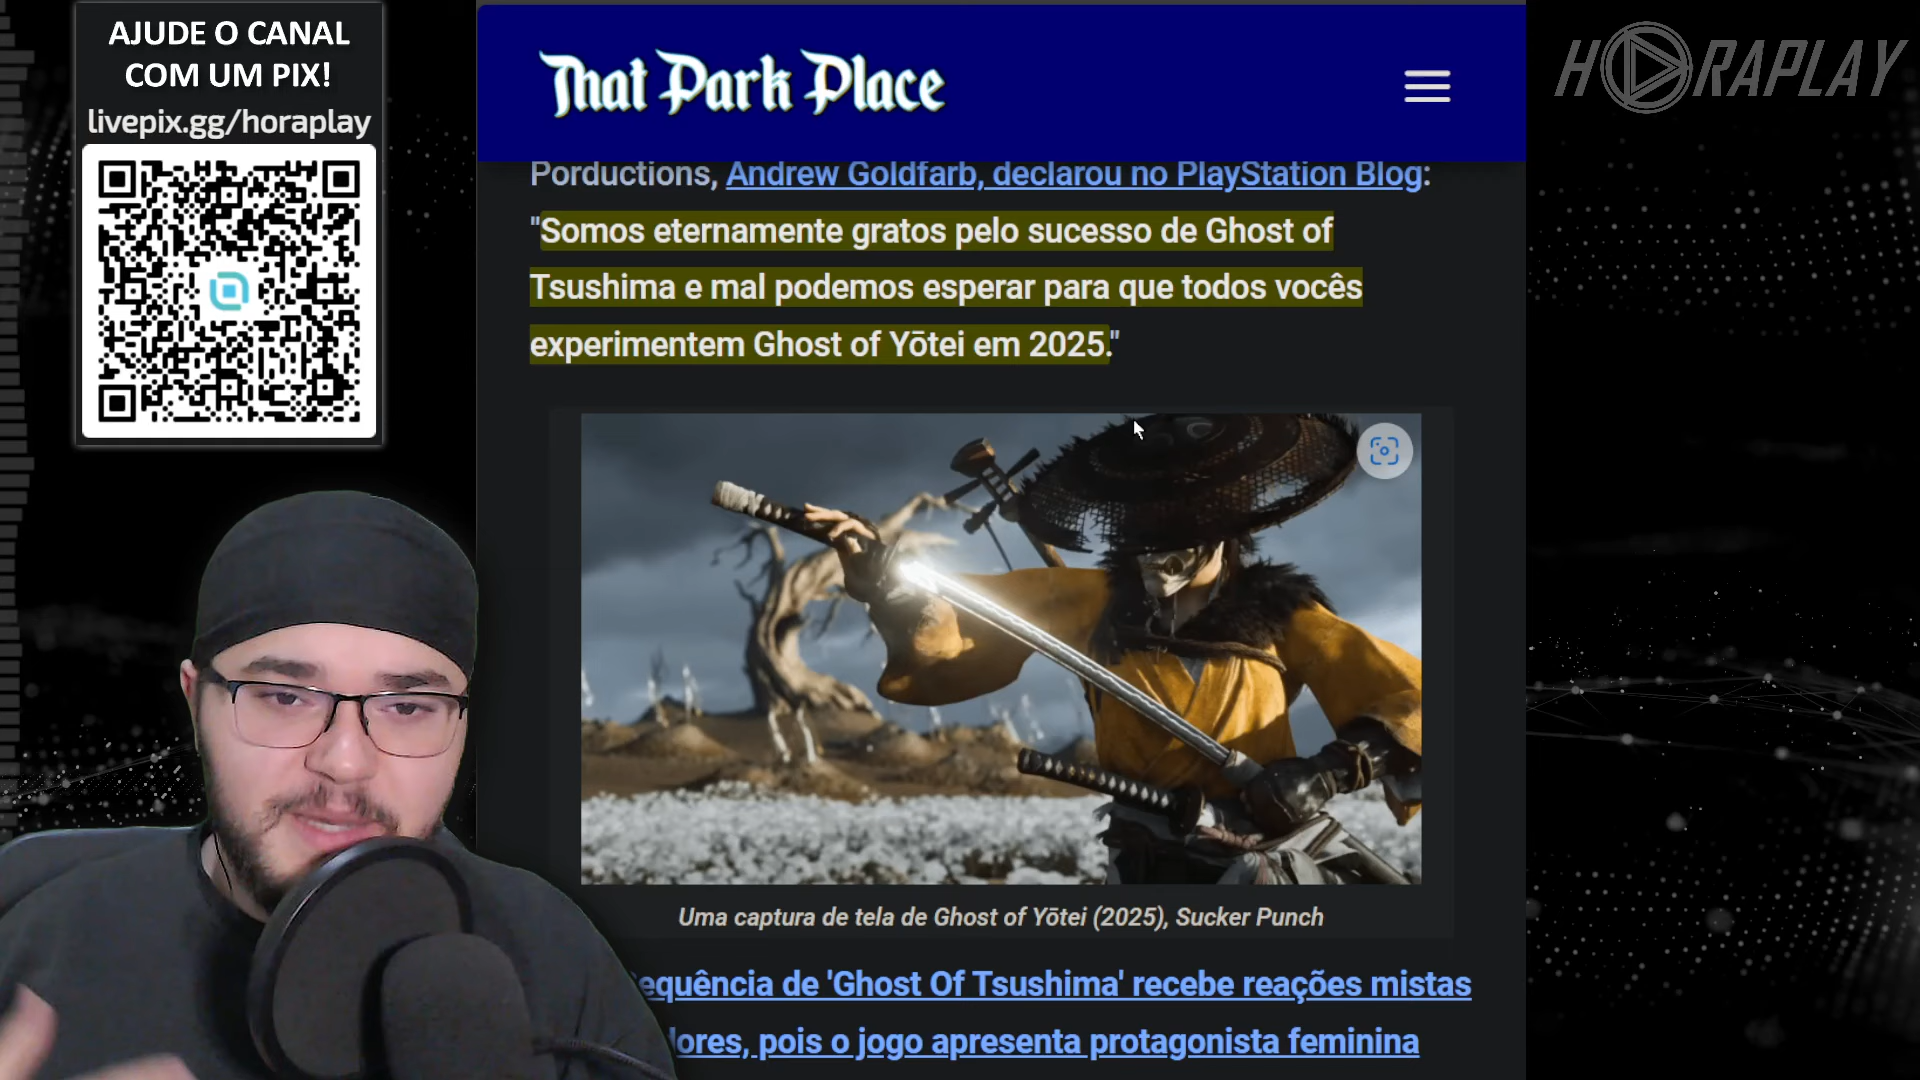 AJUDE O CANAL
COM UM PIX!
livepix.gg/horaplay
That Park Place
HORAPLAY
Porductions, Andrew Goldfarb, declarou no PlayStation Blog:
"Somos eternamente gratos pelo sucesso de Ghost of
Tsushima e mal podemos esperar para que todos vocês
experimentem Ghost of Yōtei em 2025."
Uma captura de tela de Ghost of Yōtei (2025), Sucker Punch
equência de 'Ghost Of Tsushima' recebe reações mistas
lores, pois o jogo apresenta protagonista feminina